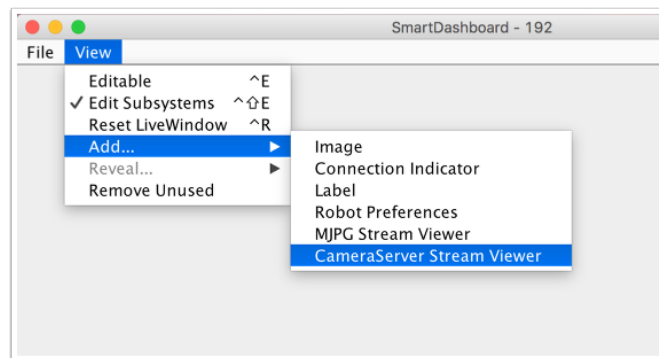 SmartDashboard - 192
File View
Editable ^E
✓ Edit Subsystems ^⇧E
Reset LiveWindow ^R
Add... ▶
Reveal... ▶
Remove Unused
Image
Connection Indicator
Label
Robot Preferences
MJPG Stream Viewer
CameraServer Stream Viewer